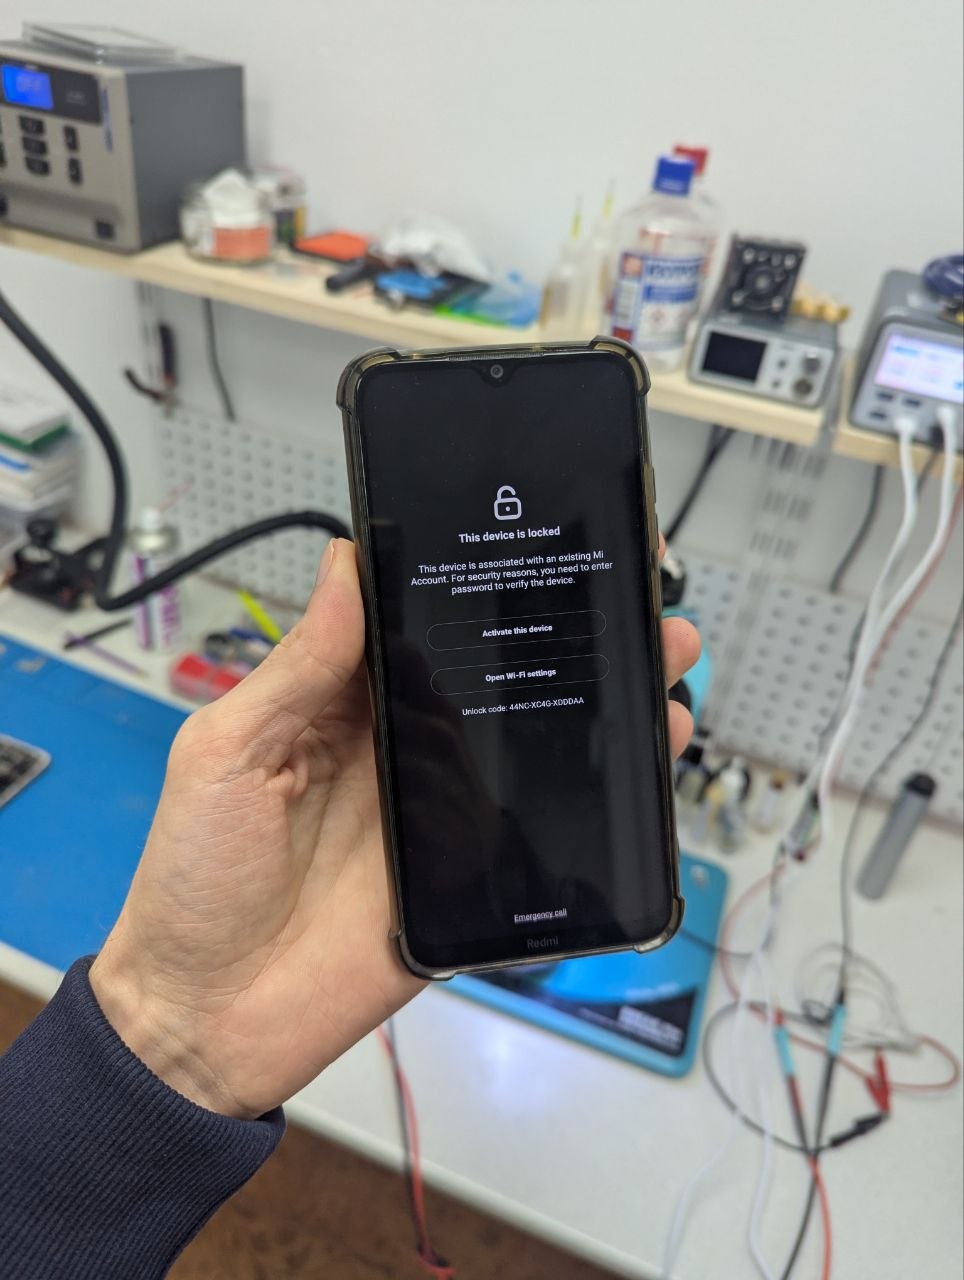 This device is locked
This device is associated with an existing Mi
Account. For security reasons, you need to enter
password to verify the device.
Activate this device
Open Wi-Fi settings
Unlock code: 44NC-XC4G-XDDDAA
Emergency call
Redmi